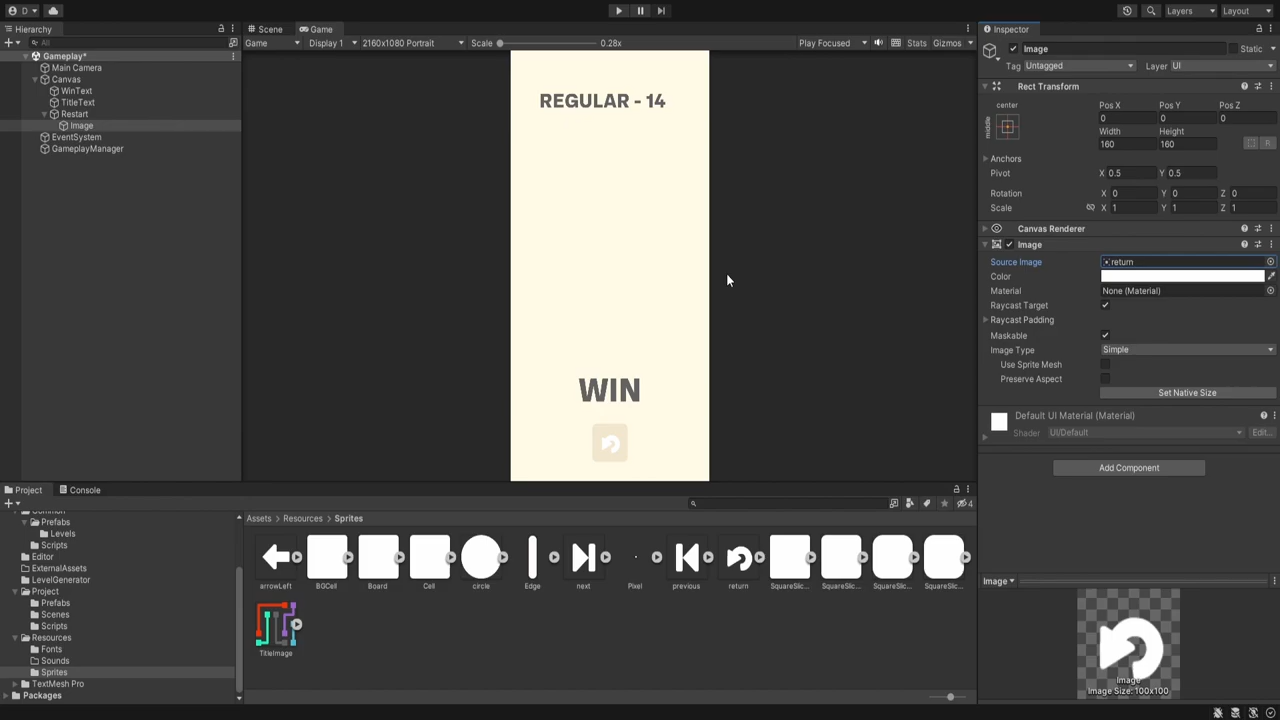 D
Layers
Layout
Hierarchy
Scene
Game
Inspector
All
Game
Display 1
2160x1080 Portrait
Scale
0.28x
Play Focused
Stats
Gizmos
Gameplay*
Main Camera
Canvas
WinText
TitleText
Restart
Image
EventSystem
GameplayManager
REGULAR - 14
WIN
Image
Static
Tag
Untagged
Layer
UI
Rect Transform
center
middle
Pos X
Pos Y
Pos Z
0
0
0
Width
Height
160
160
R
Anchors
Pivot
X 0.5
Y 0.5
Rotation
X 0
Y 0
Z 0
Scale
X 1
Y 1
Z 1
Canvas Renderer
Image
Source Image
return
Color
Material
None (Material)
Raycast Target
Raycast Padding
Maskable
Image Type
Simple
Use Sprite Mesh
Preserve Aspect
Set Native Size
Default UI Material (Material)
Shader
UI/Default
Edit...
Add Component
Project
Console
4
Prefabs
Levels
Scripts
Editor
ExternalAssets
LevelGenerator
Project
Prefabs
Scenes
Scripts
Resources
Fonts
Sounds
Sprites
TextMesh Pro
Packages
Assets
Resources
Sprites
arrowLeft
BGCell
Board
Cell
circle
Edge
next
Pixel
previous
return
SquareSlic...
SquareSlic...
SquareSlic...
SquareSlic...
TitleImage
Image
Image
Image Size: 100x100